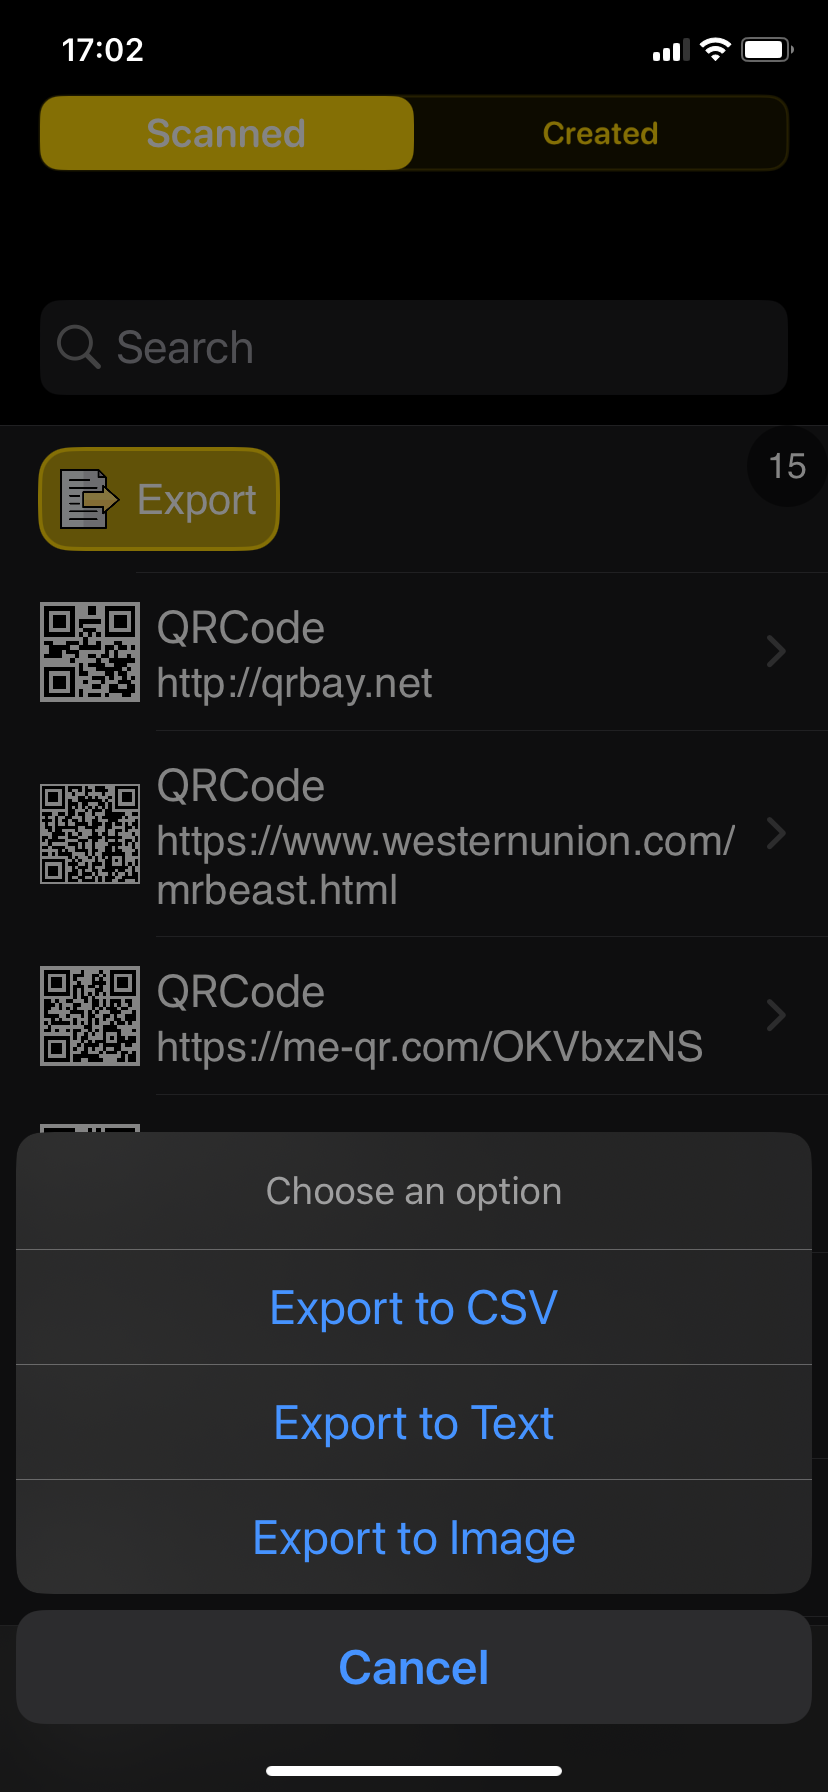 17:02
Scanned
Created
Search
Export
15
QRCode
http://qrbay.net
QRCode
https://www.westernunion.com/
mrbeast.html
QRCode
https://me-qr.com/OKVbxzNS
Choose an option
Export to CSV
Export to Text
Export to Image
Cancel